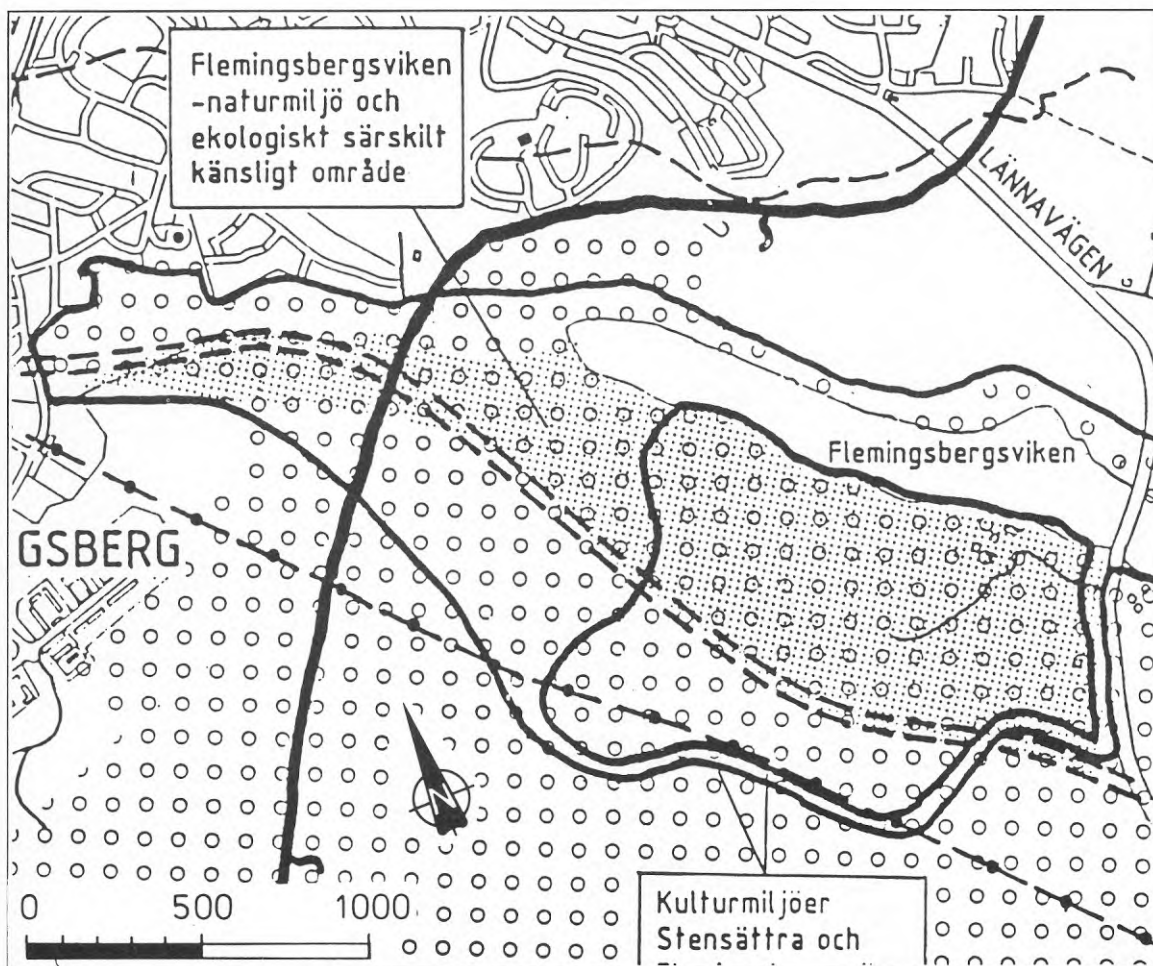 Flemingsbergsviken
-naturmiljö och
ekologiskt särskilt
känsligt område
LÄNNAVÄGEN
Flemingsbergsviken
GSBERG
N
0 500 1000
Kulturmiljöer
Stensättra och